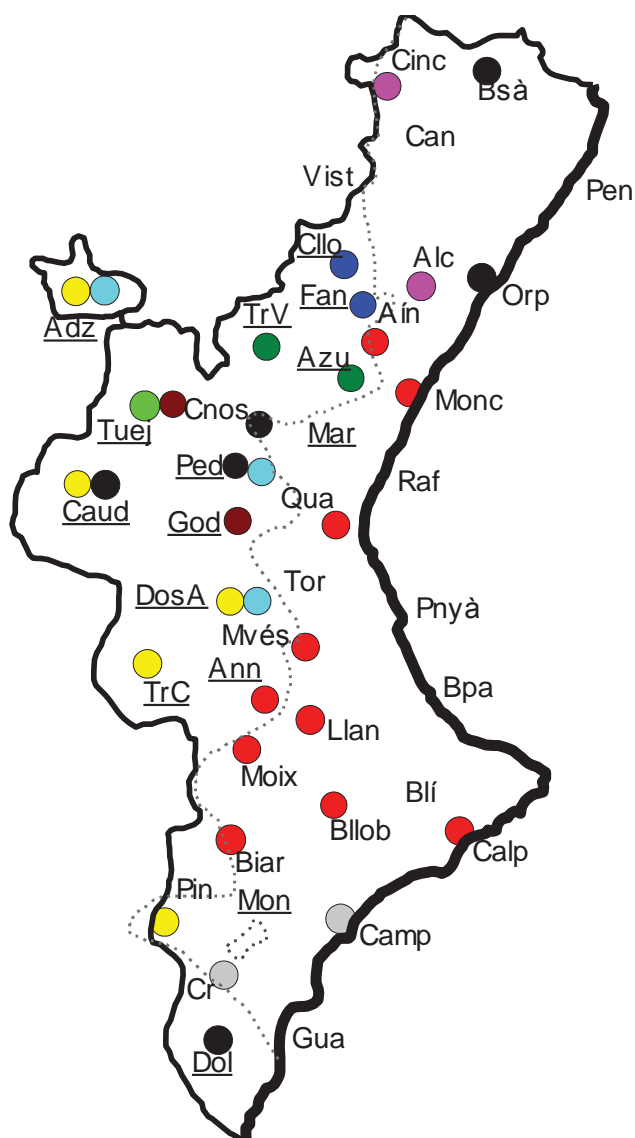 Cinc
Bsà
Can
Vist
Pen
Cllo
Alc
Fan
Orp
Aín
TrV
Adz
Azu
Monc
Cnos
Tuej
Mar
Ped
Raf
Qua
Caud
God
Tor
DosA
Pnyà
Mvés
Ann
Bpa
TrC
Llan
Moix
Blí
Bllob
Calp
Biar
Pin
Mon
Camp
Cr
Gua
Dol